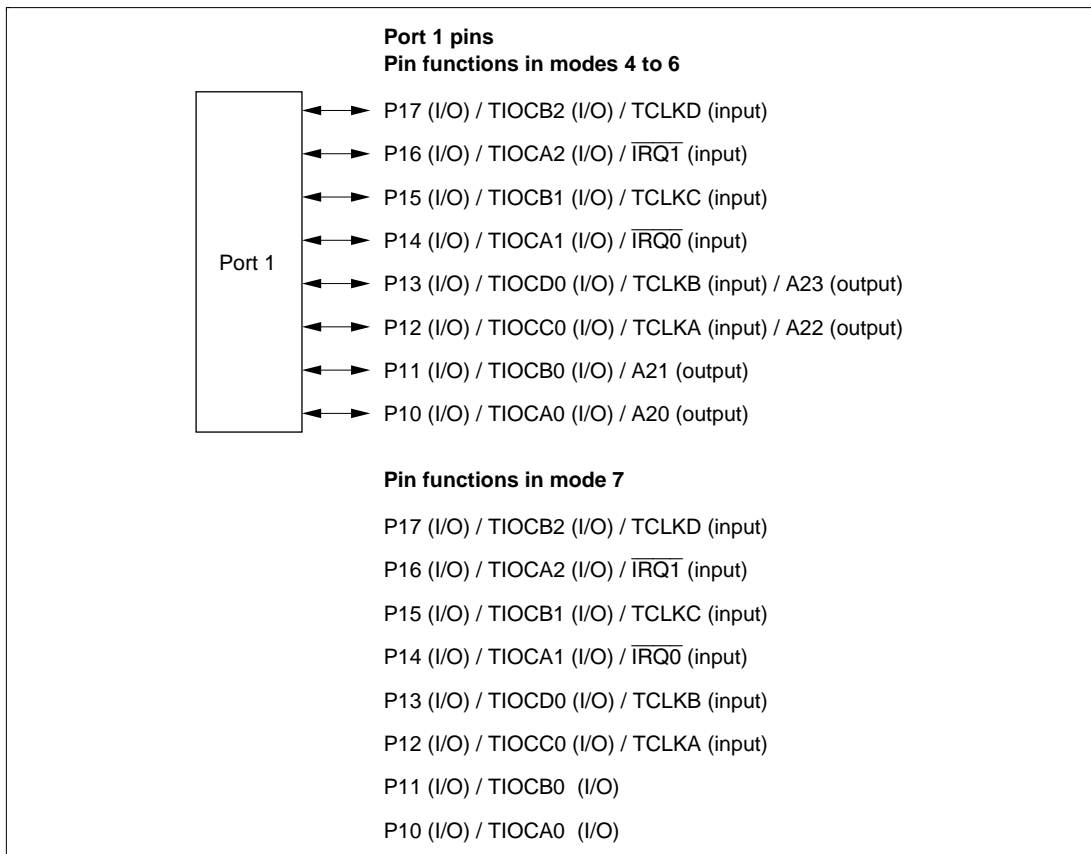 Port 1 pins
Pin functions in modes 4 to 6
P17 (I/O) / TIOCB2 (I/O) / TCLKD (input)
P16 (I/O) / TIOCA2 (I/O) / I̅R̅Q̅1̅ (input)
P15 (I/O) / TIOCB1 (I/O) / TCLKC (input)
P14 (I/O) / TIOCA1 (I/O) / I̅R̅Q̅0̅ (input)
Port 1
P13 (I/O) / TIOCD0 (I/O) / TCLKB (input) / A23 (output)
P12 (I/O) / TIOCC0 (I/O) / TCLKA (input) / A22 (output)
P11 (I/O) / TIOCB0 (I/O) / A21 (output)
P10 (I/O) / TIOCA0 (I/O) / A20 (output)
Pin functions in mode 7
P17 (I/O) / TIOCB2 (I/O) / TCLKD (input)
P16 (I/O) / TIOCA2 (I/O) / I̅R̅Q̅1̅ (input)
P15 (I/O) / TIOCB1 (I/O) / TCLKC (input)
P14 (I/O) / TIOCA1 (I/O) / I̅R̅Q̅0̅ (input)
P13 (I/O) / TIOCD0 (I/O) / TCLKB (input)
P12 (I/O) / TIOCC0 (I/O) / TCLKA (input)
P11 (I/O) / TIOCB0 (I/O)
P10 (I/O) / TIOCA0 (I/O)